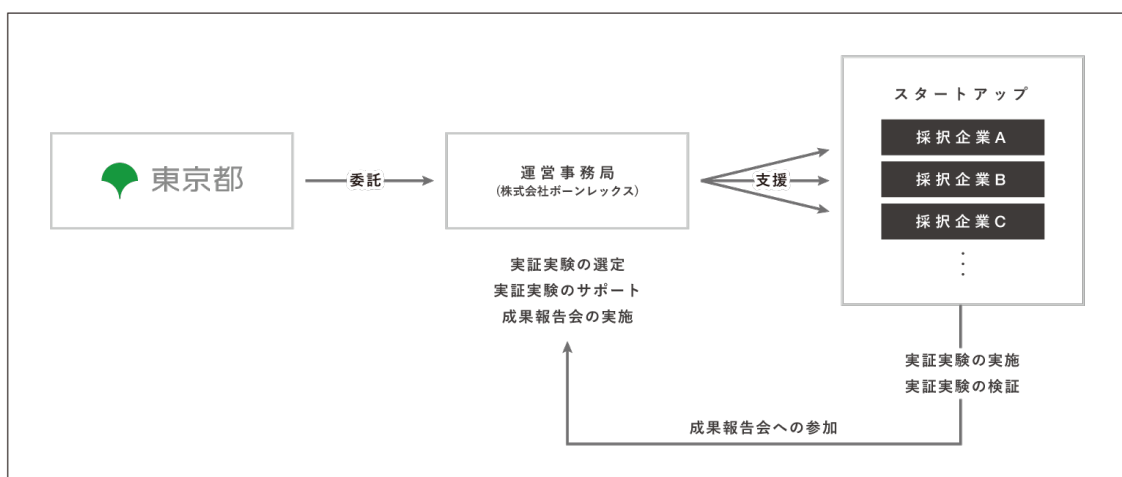 東京都
委託
運営事務局
(株式会社ボーンレックス)
実証実験の選定
実証実験のサポート
成果報告会の実施
支援
スタートアップ
採択企業A
採択企業B
採択企業C
実証実験の実施
実証実験の検証
成果報告会への参加